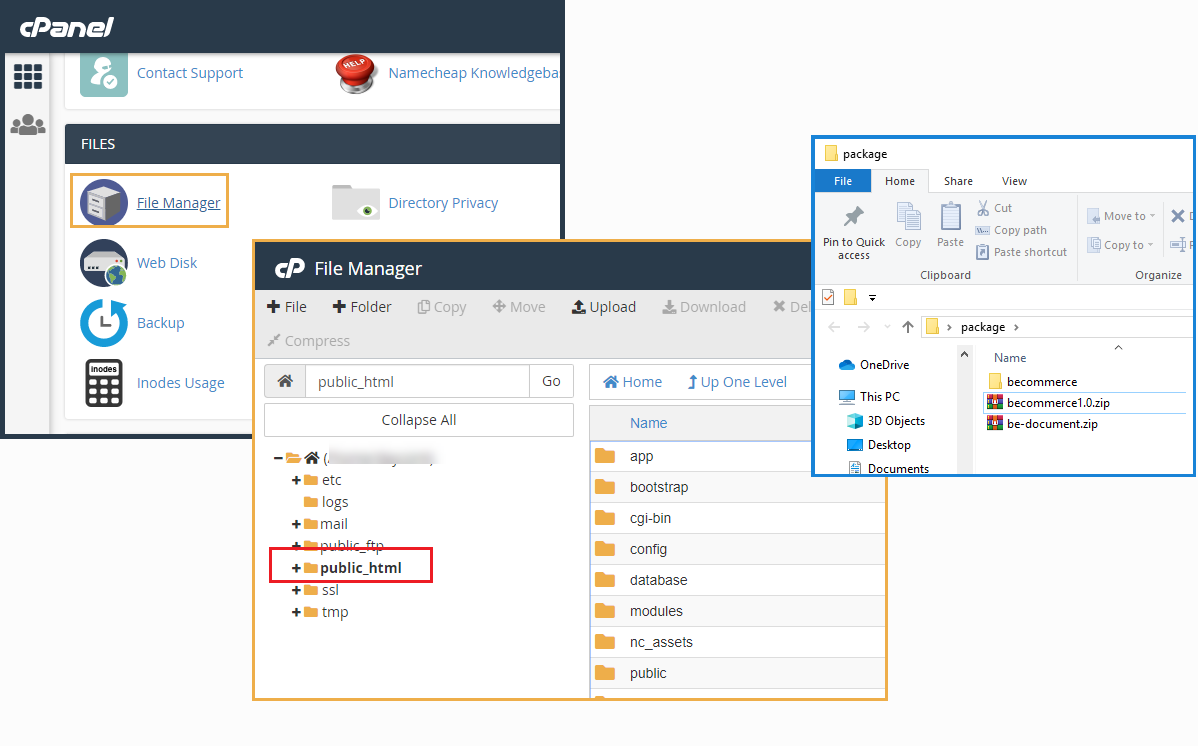 cPanel
Contact Support
HELP
Namecheap Knowledgeba
FILES
File Manager
Directory Privacy
Web Disk
Backup
inodes
Inodes Usage
cP File Manager
File
Folder
Copy
Move
Upload
Download
Del
Compress
public_html
Go
Collapse All
(/
etc
logs
mail
public_ftp
public_html
ssl
tmp
Home
Up One Level
Name
app
bootstrap
cgi-bin
config
database
modules
nc_assets
public
package
File
Home
Share
View
Pin to Quick
access
Copy
Paste
Cut
Copy path
Paste shortcut
Clipboard
Move to
Copy to
Organize
package
OneDrive
This PC
3D Objects
Desktop
Documents
Name
becommerce
becommerce1.0.zip
be-document.zip